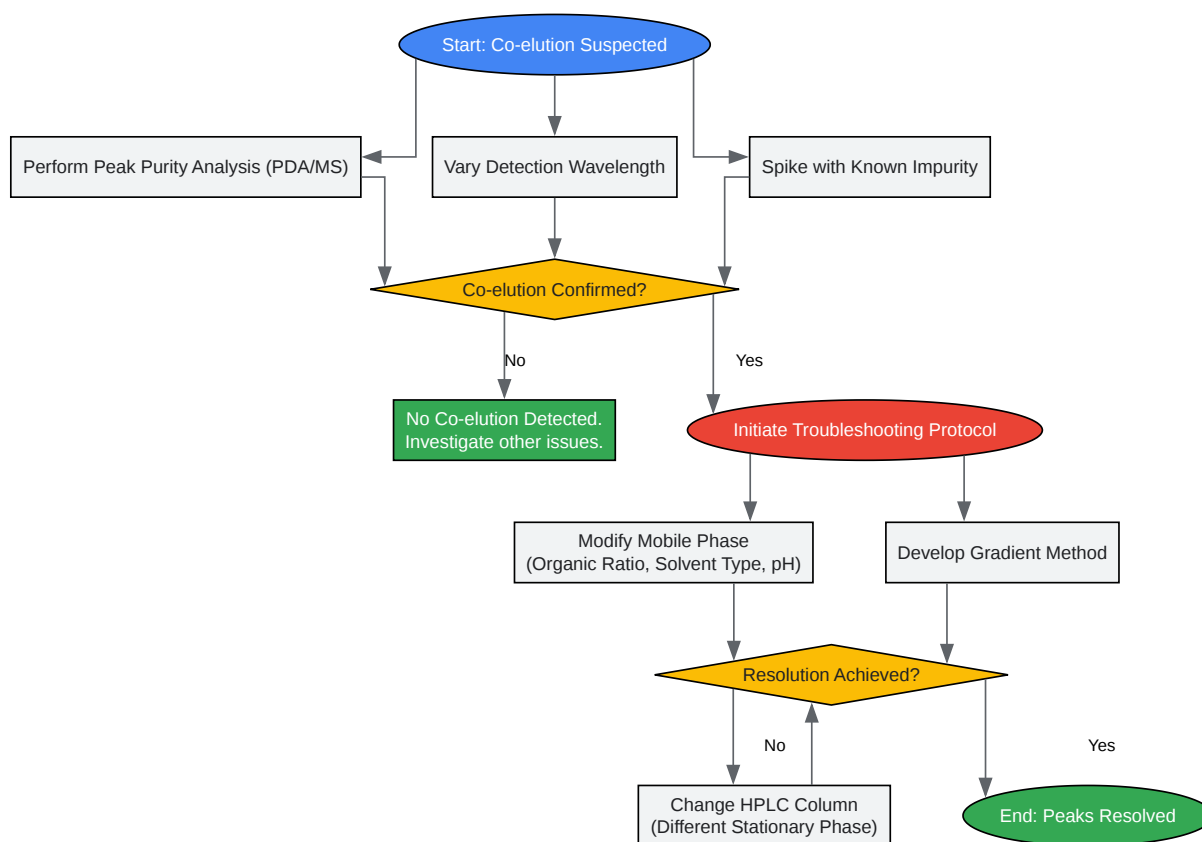 Start: Co-elution Suspected
Perform Peak Purity Analysis (PDA/MS)
Vary Detection Wavelength
Spike with Known Impurity
Co-elution Confirmed?
No
Yes
No Co-elution Detected.
Investigate other issues.
Initiate Troubleshooting Protocol
Modify Mobile Phase
(Organic Ratio, Solvent Type, pH)
Develop Gradient Method
Resolution Achieved?
No
Yes
Change HPLC Column
(Different Stationary Phase)
End: Peaks Resolved